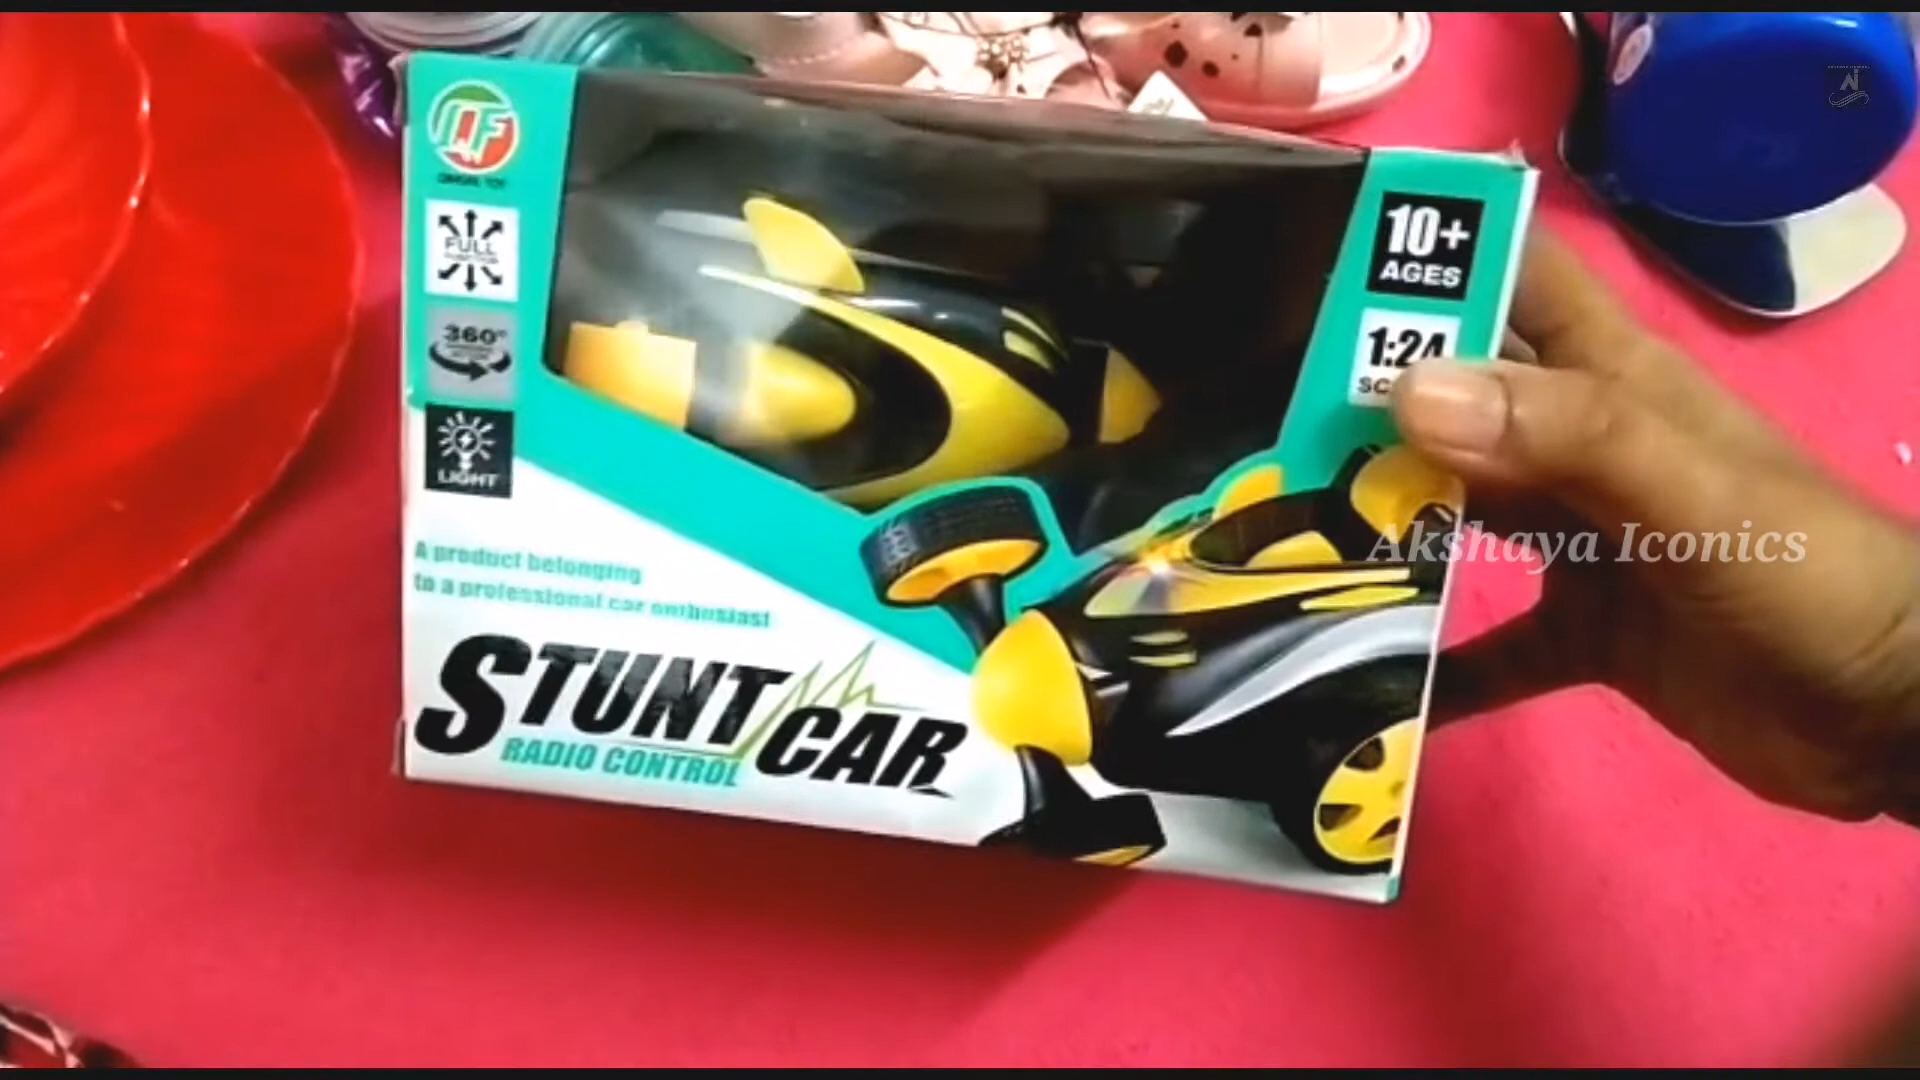 FULL
360°
LIGHT
10+
AGES
1:24
A product belonging
to a professional car enthusiast
STUNT CAR
RADIO CONTROL
Akshaya Iconics